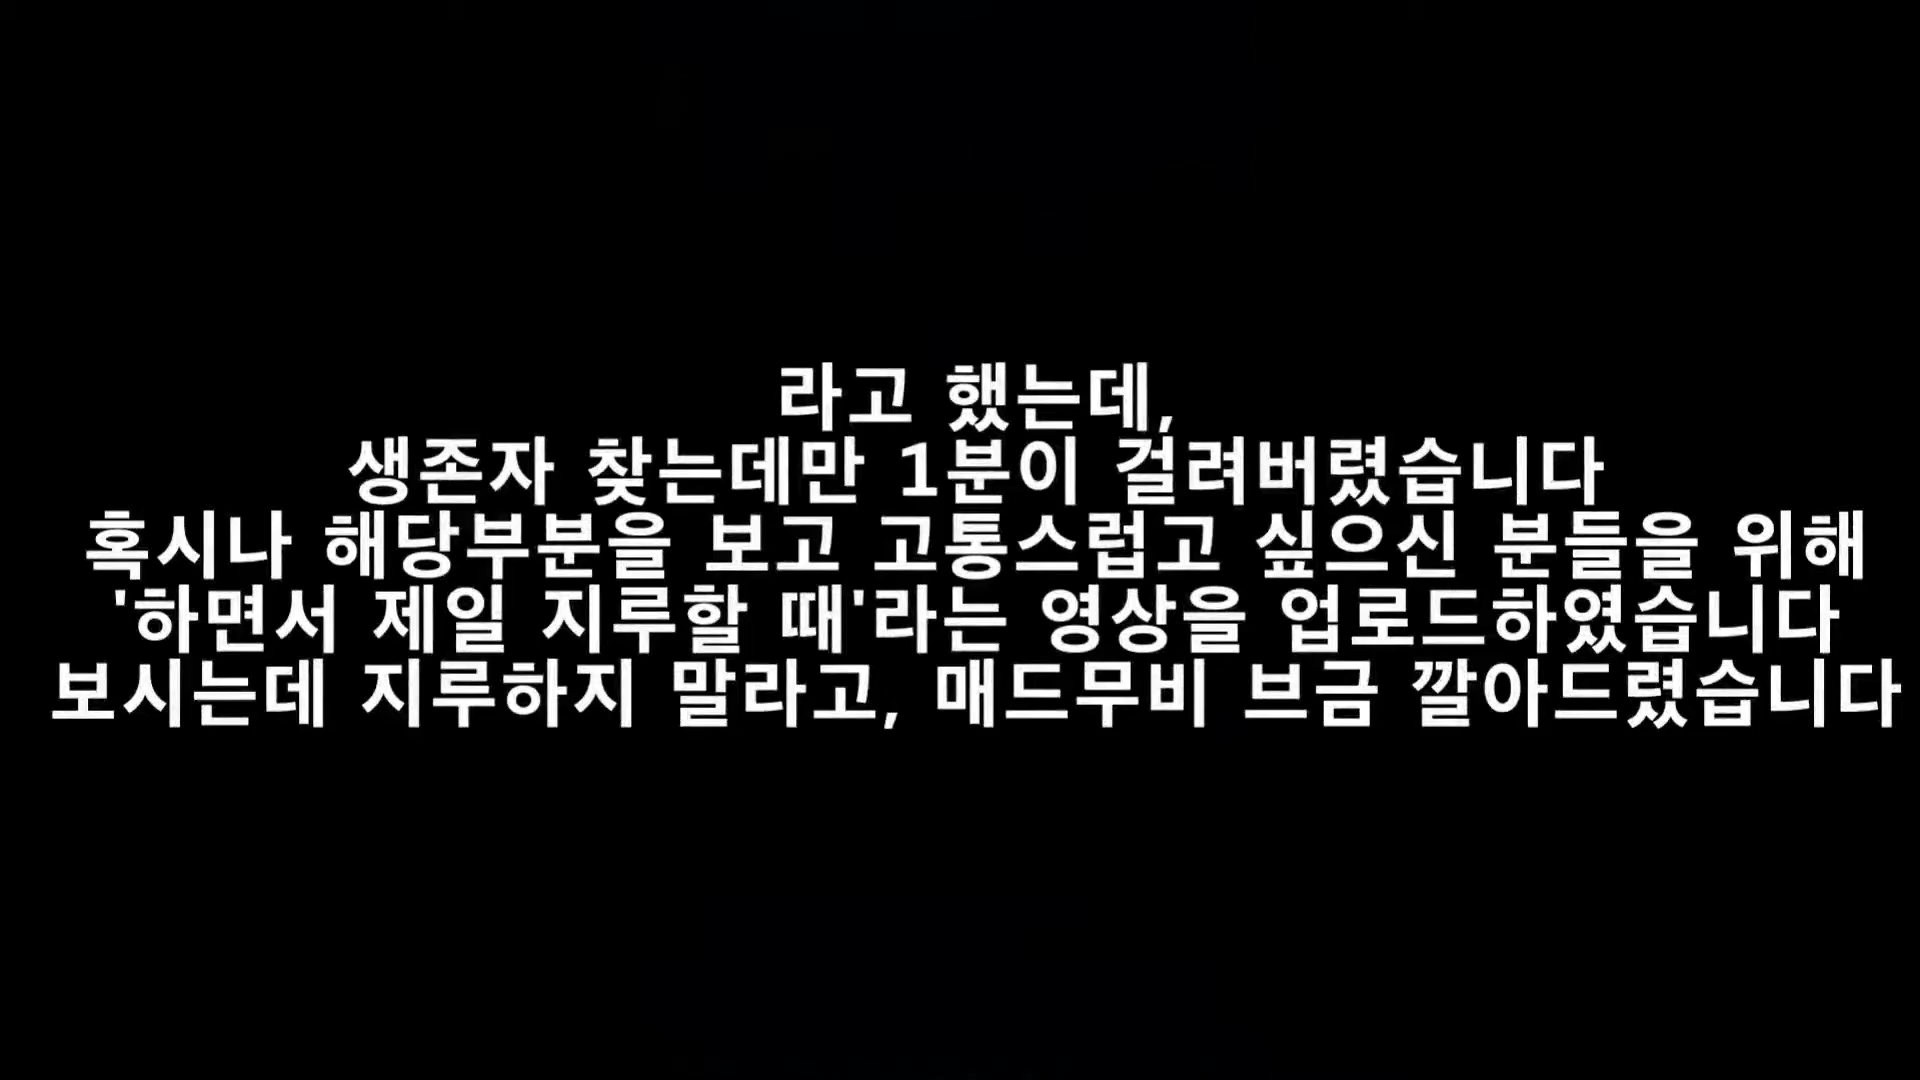 라고 했는데,
생존자 찾는데만 1분이 걸려버렸습니다
혹시나 해당부분을 보고 고통스럽고 싶으신 분들을 위해
'하면서 제일 지루할 때'라는 영상을 업로드하였습니다
보시는데 지루하지 말라고, 매드무비 브금 깔아드렸습니다